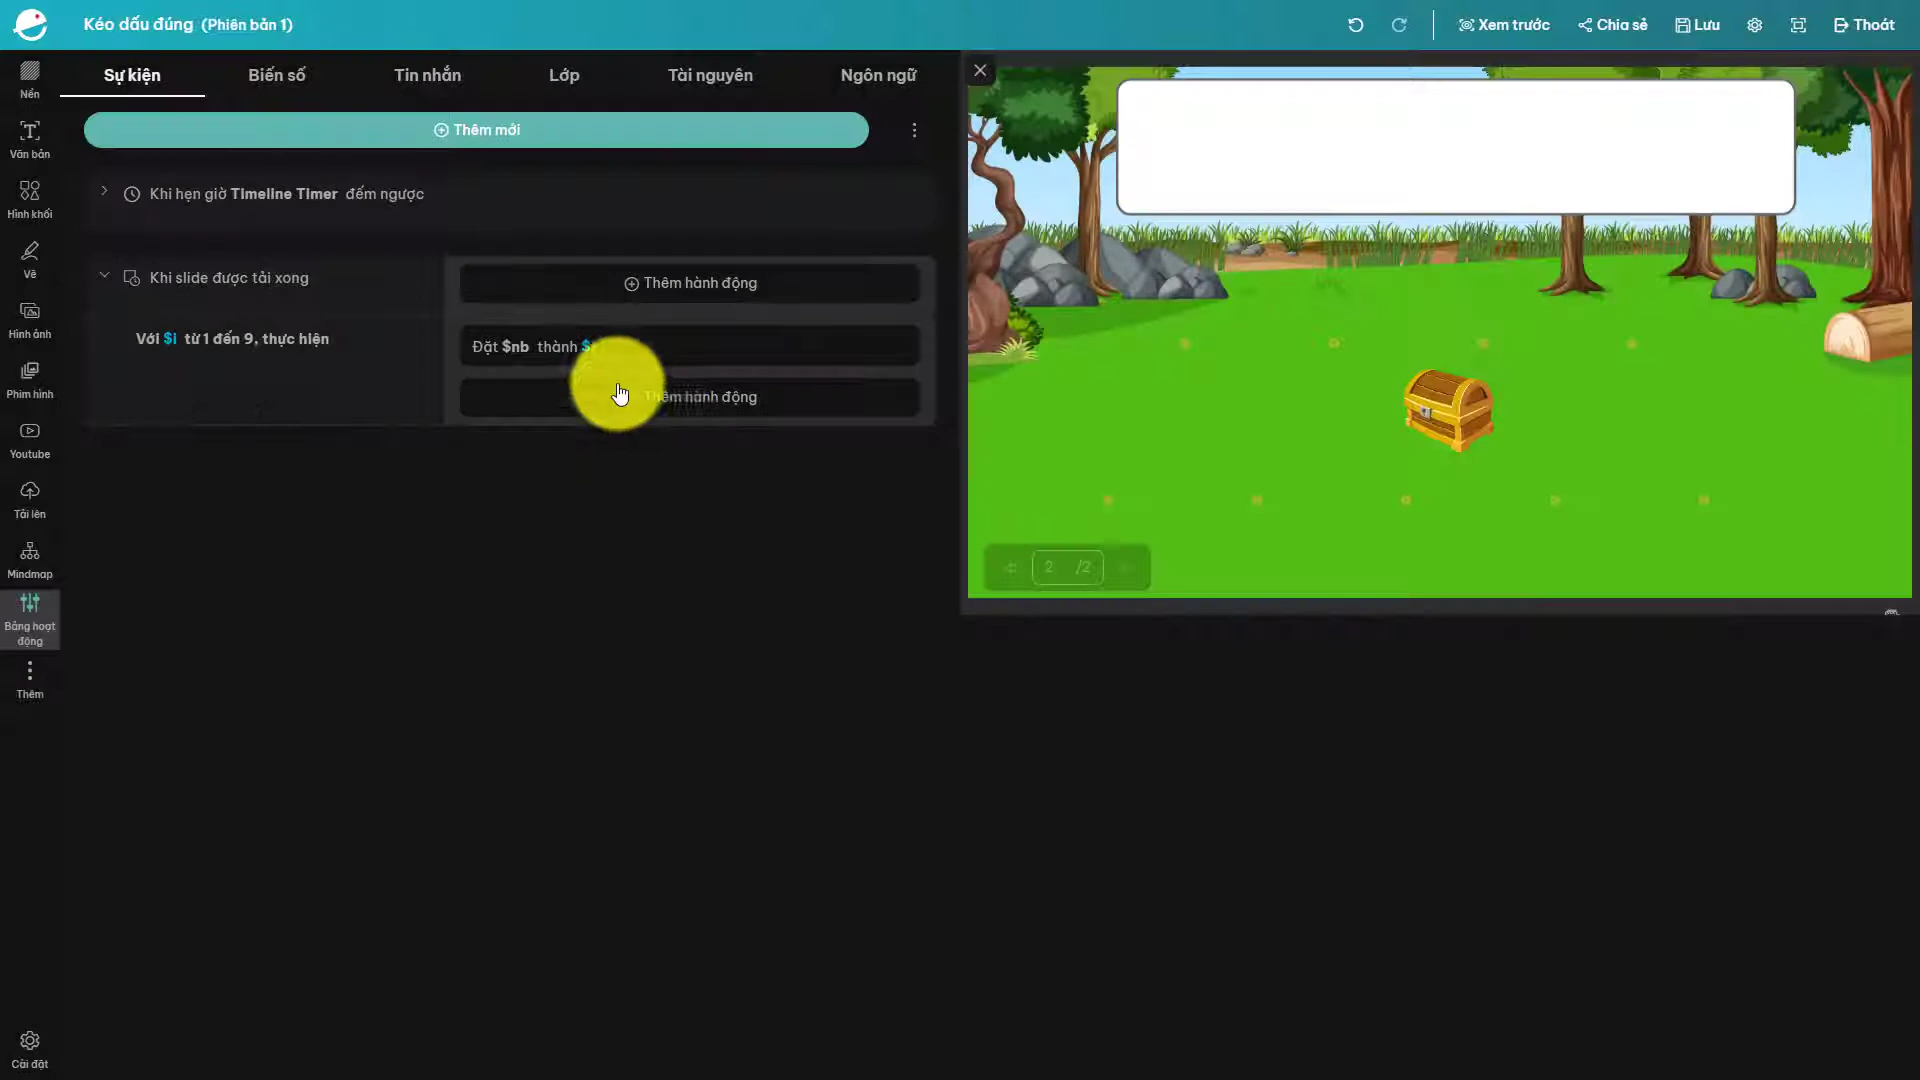 Kéo dấu đúng (Phiên bản 1)
Xem trước
Chia sẻ
Lưu
Thoát
Nền
Văn bản
Hình khối
Vẽ
Hình ảnh
Phim hình
Youtube
Tải lên
Mindmap
Bảng hoạt động
Thêm
Cài đặt
Sự kiện
Biến số
Tin nhắn
Lớp
Tài nguyên
Ngôn ngữ
Thêm mới
Khi hẹn giờ Timeline Timer đếm ngược
Khi slide được tải xong
Thêm hành động
Với $i từ 1 đến 9, thực hiện
Đặt $nb thành
Thêm hành động
2 /2